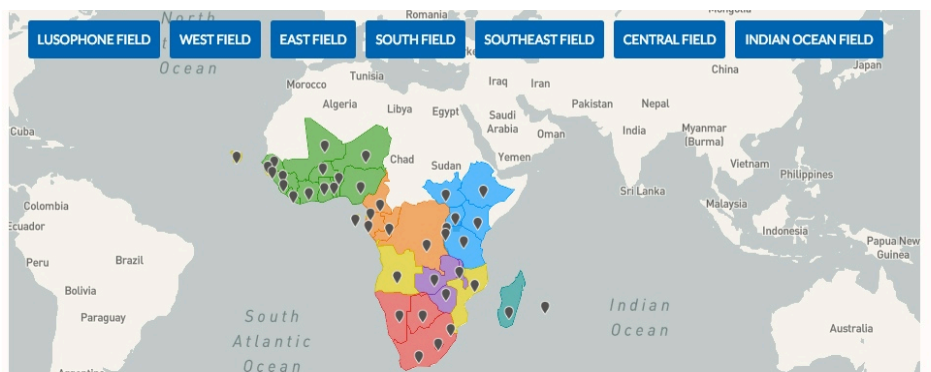 North
Romania
LUSOPHONE FIELD
WEST FIELD
EAST FIELD
SOUTH FIELD
SOUTHEAST FIELD
CENTRAL FIELD
INDIAN OCEAN FIELD
Ocean
Morocco
Tunisia
Iraq
Iran
China
Japan
Algeria
Libya
Egypt
Saudi
Arabia
Pakistan
Nepal
Cuba
Oman
India
Myanmar
(Burma)
Chad
Sudan
Yemen
Vietnam
Philippines
Sri Lanka
Colombia
Malaysia
Ecuador
Indonesia
Papua New
Guinea
Peru
Brazil
Bolivia
Paraguay
South
Atlantic
Ocean
Indian
Ocean
Australia